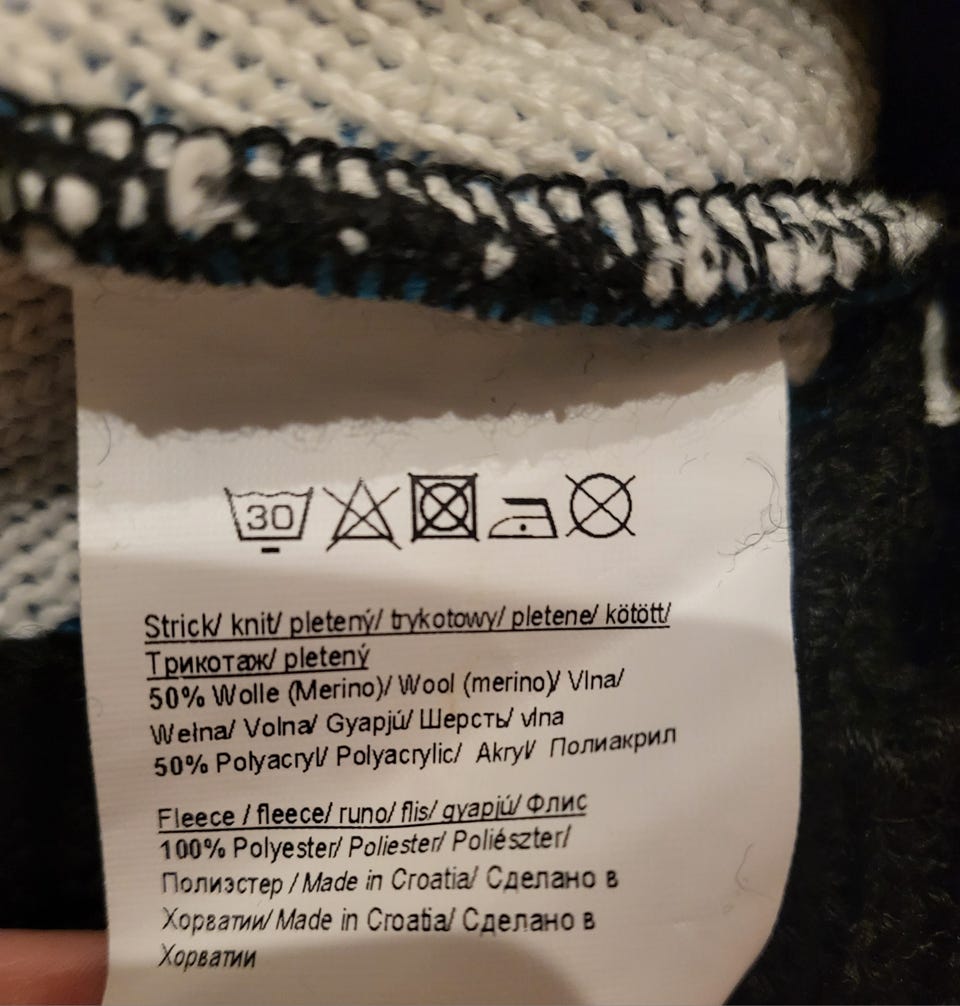 30
Strick/ knit/ pletený/ trykotowy/ pletene/ kötött/
Трикотаж/ pletený
50% Wolle (Merino)/ Wool (merino)/ Vlna/
Wełna/ Volna/ Gyapjú/ Шерсть/ vlna
50% Polyacryl/ Polyacrylic/ Akryl/ Полиакрил
Fleece / fleece/ runo/ flis/ gyapjú/ Флис
100% Polyester/ Poliester/ Poliészter/
Полиэстер / Made in Croatia/ Сделано в
Хорватии/ Made in Croatia/ Сделано в
Хорватии